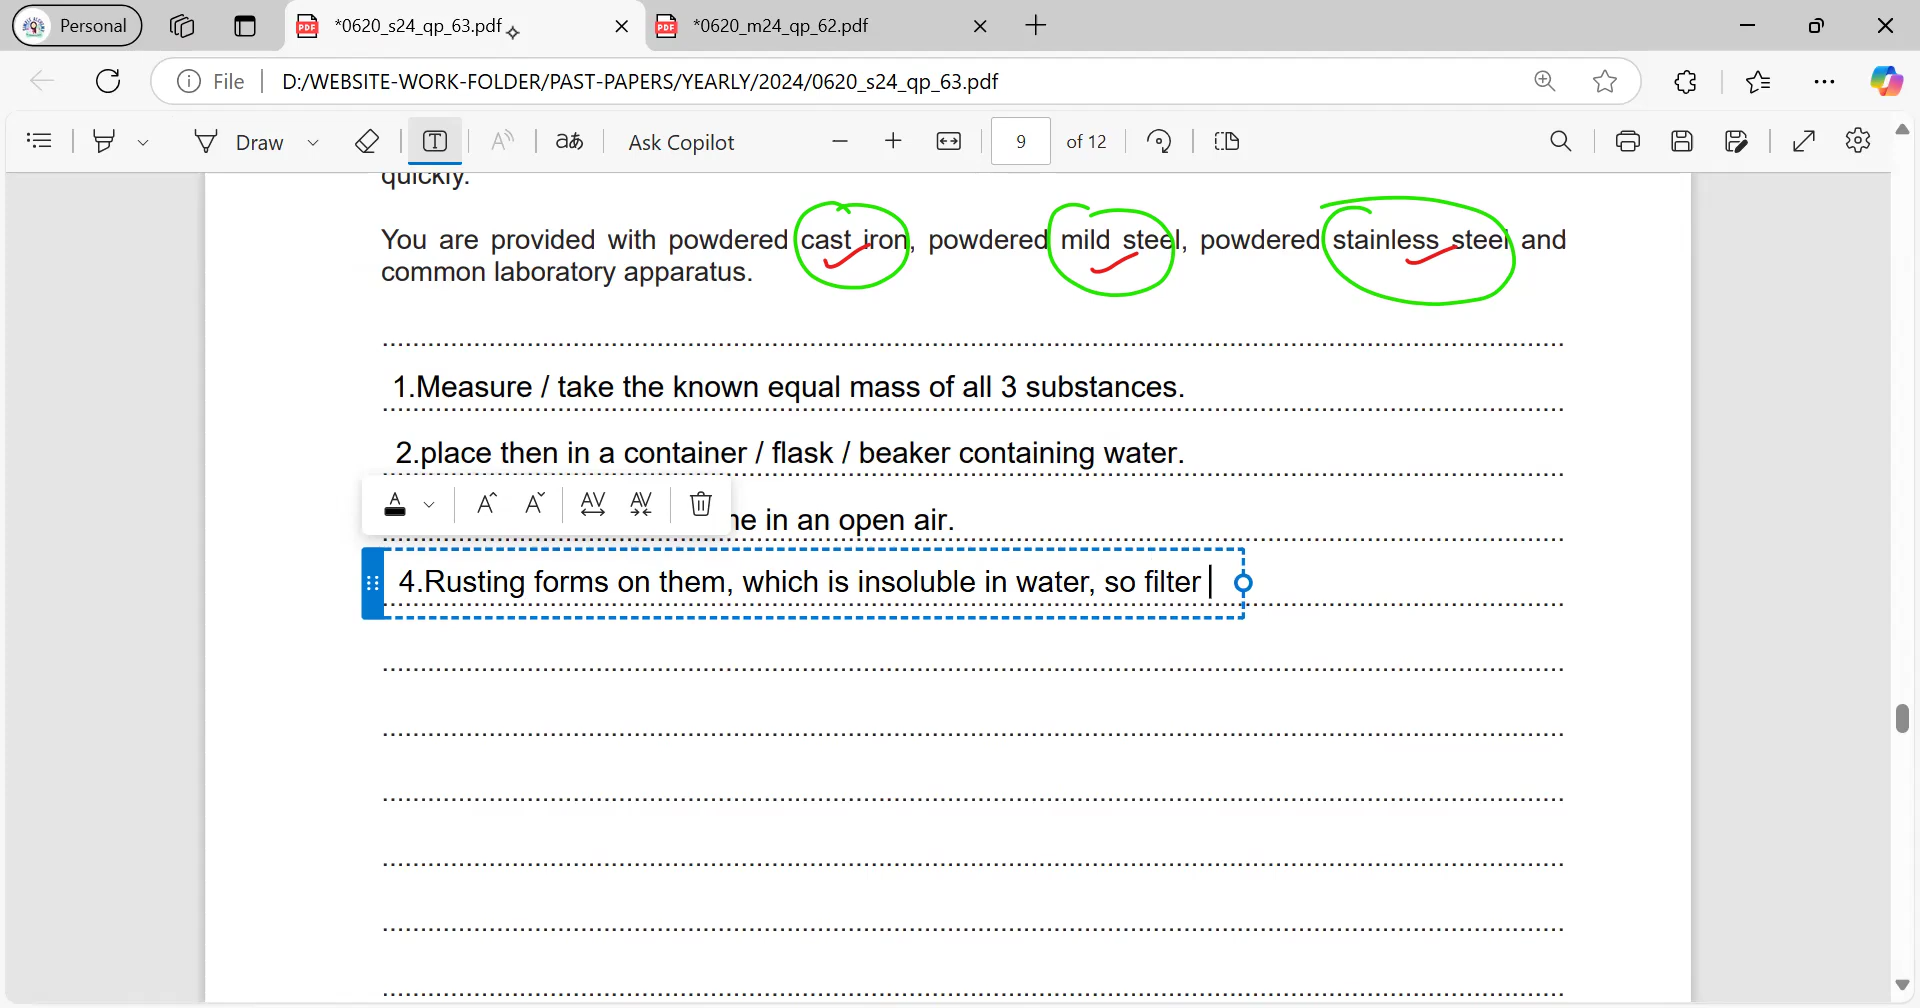 Personal
*0620_s24_qp_63.pdf
*0620_m24_qp_62.pdf
File
D:/WEBSITE-WORK-FOLDER/PAST-PAPERS/YEARLY/2024/0620_s24_qp_63.pdf
Draw
aあ
Ask Copilot
9
of 12
quickly.
You are provided with powdered cast iron, powdered mild steel, powdered stainless steel and
common laboratory apparatus.
1.Measure / take the known equal mass of all 3 substances.
2.place then in a container / flask / beaker containing water.
in an open air.
4.Rusting forms on them, which is insoluble in water, so filter